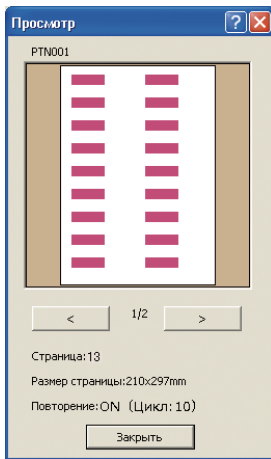 Просмотр
PTN001
< 1/2 >
Страница:13
Размер страницы:210x297mm
Повторение:ON (Цикл:10)
Закрыть